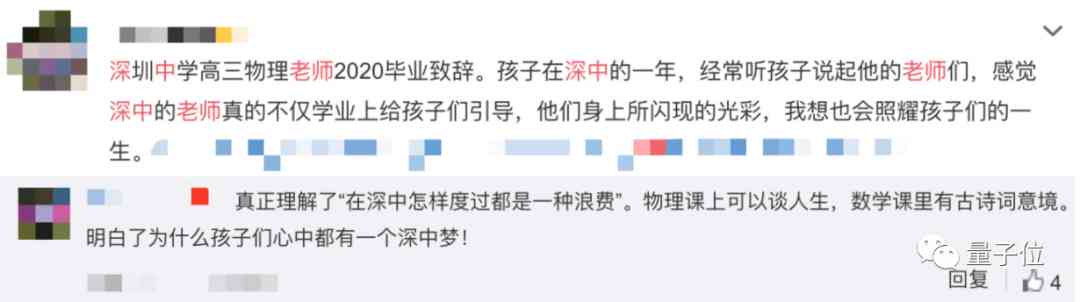 深圳中学高三物理老师2020毕业致辞。孩子在深中的一年，经常听孩子说起他的老师们，感觉
深中的老师真的不仅学业上给孩子们引导，他们身上所闪现的光彩，我想也会照耀孩子们的一
生。
真正理解了“在深中怎样度过都是一种浪费”。物理课上可以谈人生，数学课里有古诗词意境。
明白了为什么孩子们心中都有一个深中梦！
量子位
回复 4